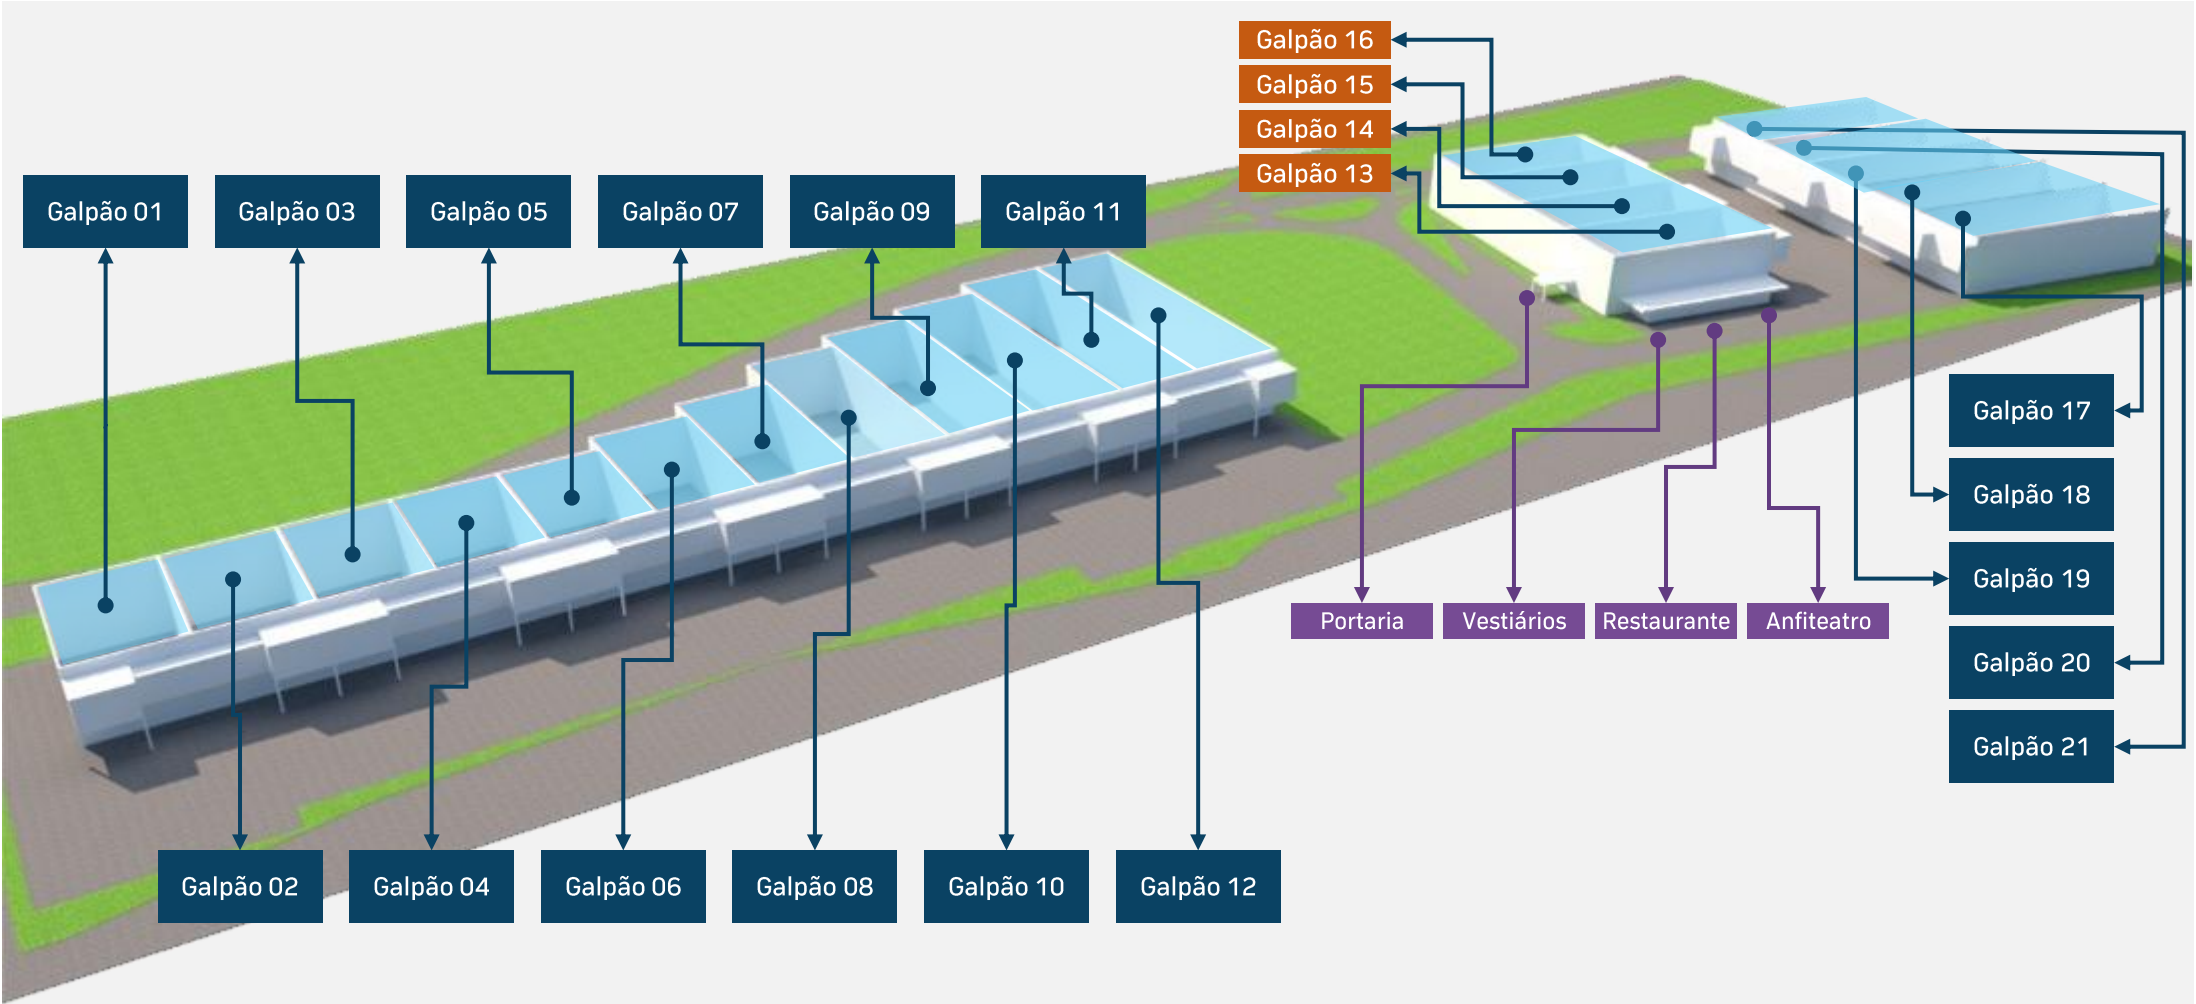 Galpão 16
Galpão 15
Galpão 14
Galpão 13
Galpão 01
Galpão 03
Galpão 05
Galpão 07
Galpão 09
Galpão 11
Galpão 17
Galpão 18
Galpão 19
Galpão 20
Galpão 21
Portaria
Vestiários
Restaurante
Anfiteatro
Galpão 02
Galpão 04
Galpão 06
Galpão 08
Galpão 10
Galpão 12